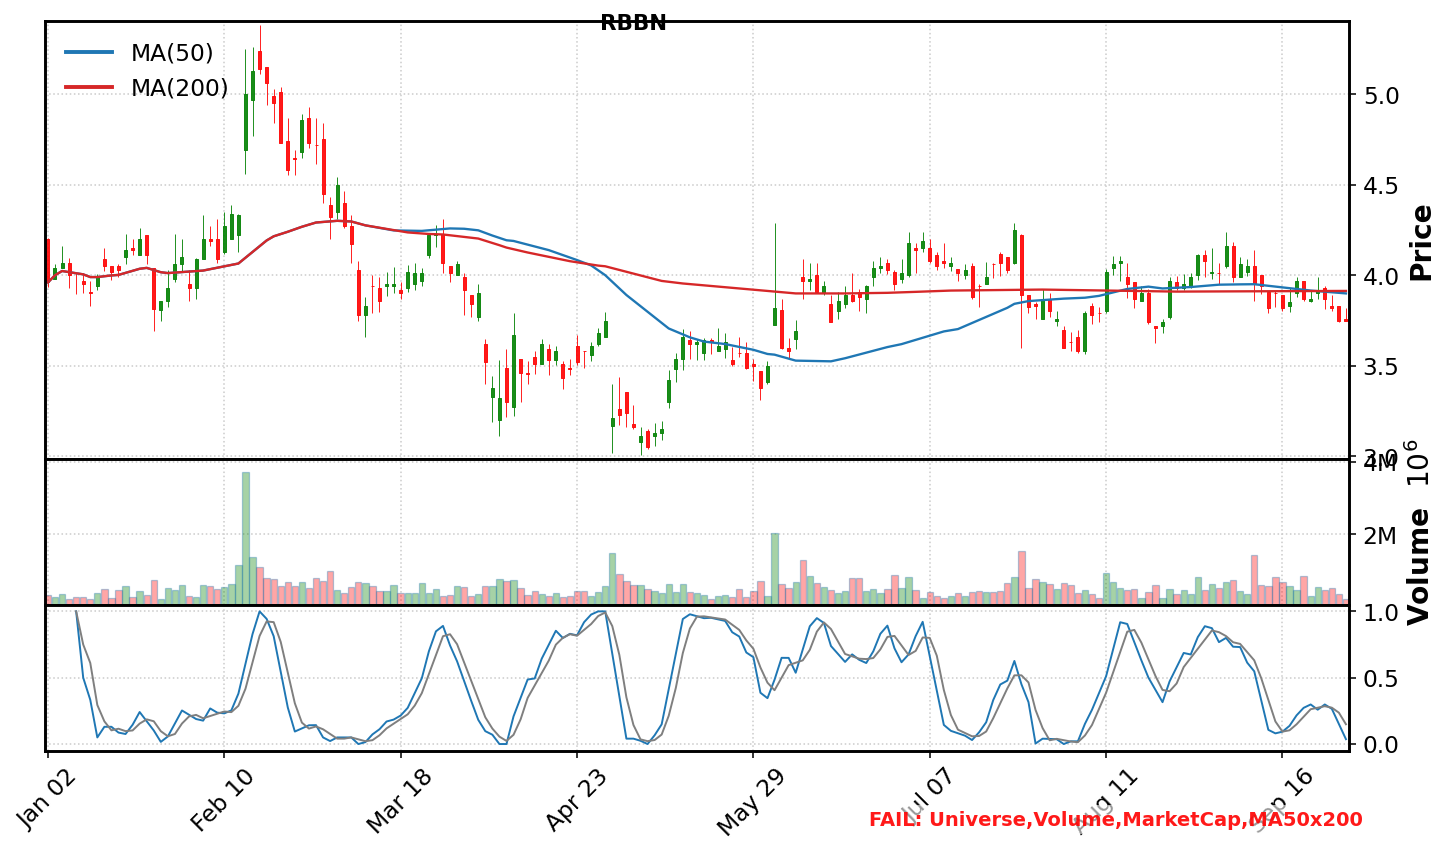 RBBN
MA(50)
MA(200)
5.0
4.5
4.0
3.5
3.0
Price
4M
2M
Volume 10⁶
1.0
0.5
0.0
Jan 02
Feb 10
Mar 18
Apr 23
May 29
Jul 07
Aug 11
Sep 16
FAIL: Universe,Volume,MarketCap,MA50x200